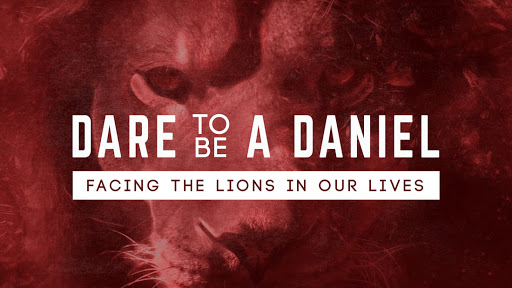 DARE TO BE A DANIEL
FACING THE LIONS IN OUR LIVES